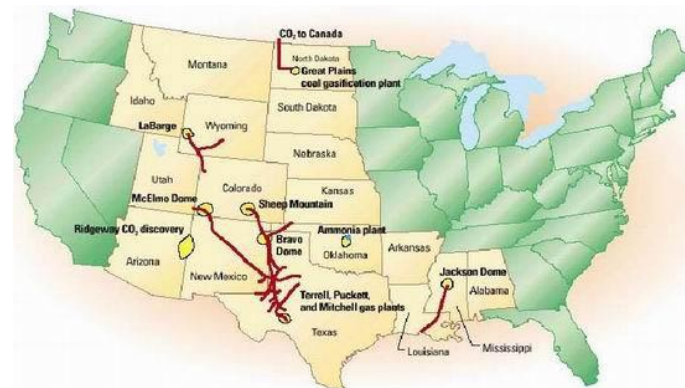 CO₂ to Canada
North Dakota
Great Plains
coal gasification plant
Montana
Idaho
South Dakota
LaBarge
Wyoming
Nebraska
Utah
Colorado
Kansas
McElmo Dome
Sheep Mountain
Ridgeway CO₂ discovery
Bravo
Dome
Ammonia plant
Oklahoma
Arkansas
Arizona
New Mexico
Jackson Dome
Alabama
Terrell, Puckett,
and Mitchell gas plants
Texas
Louisiana
Mississippi